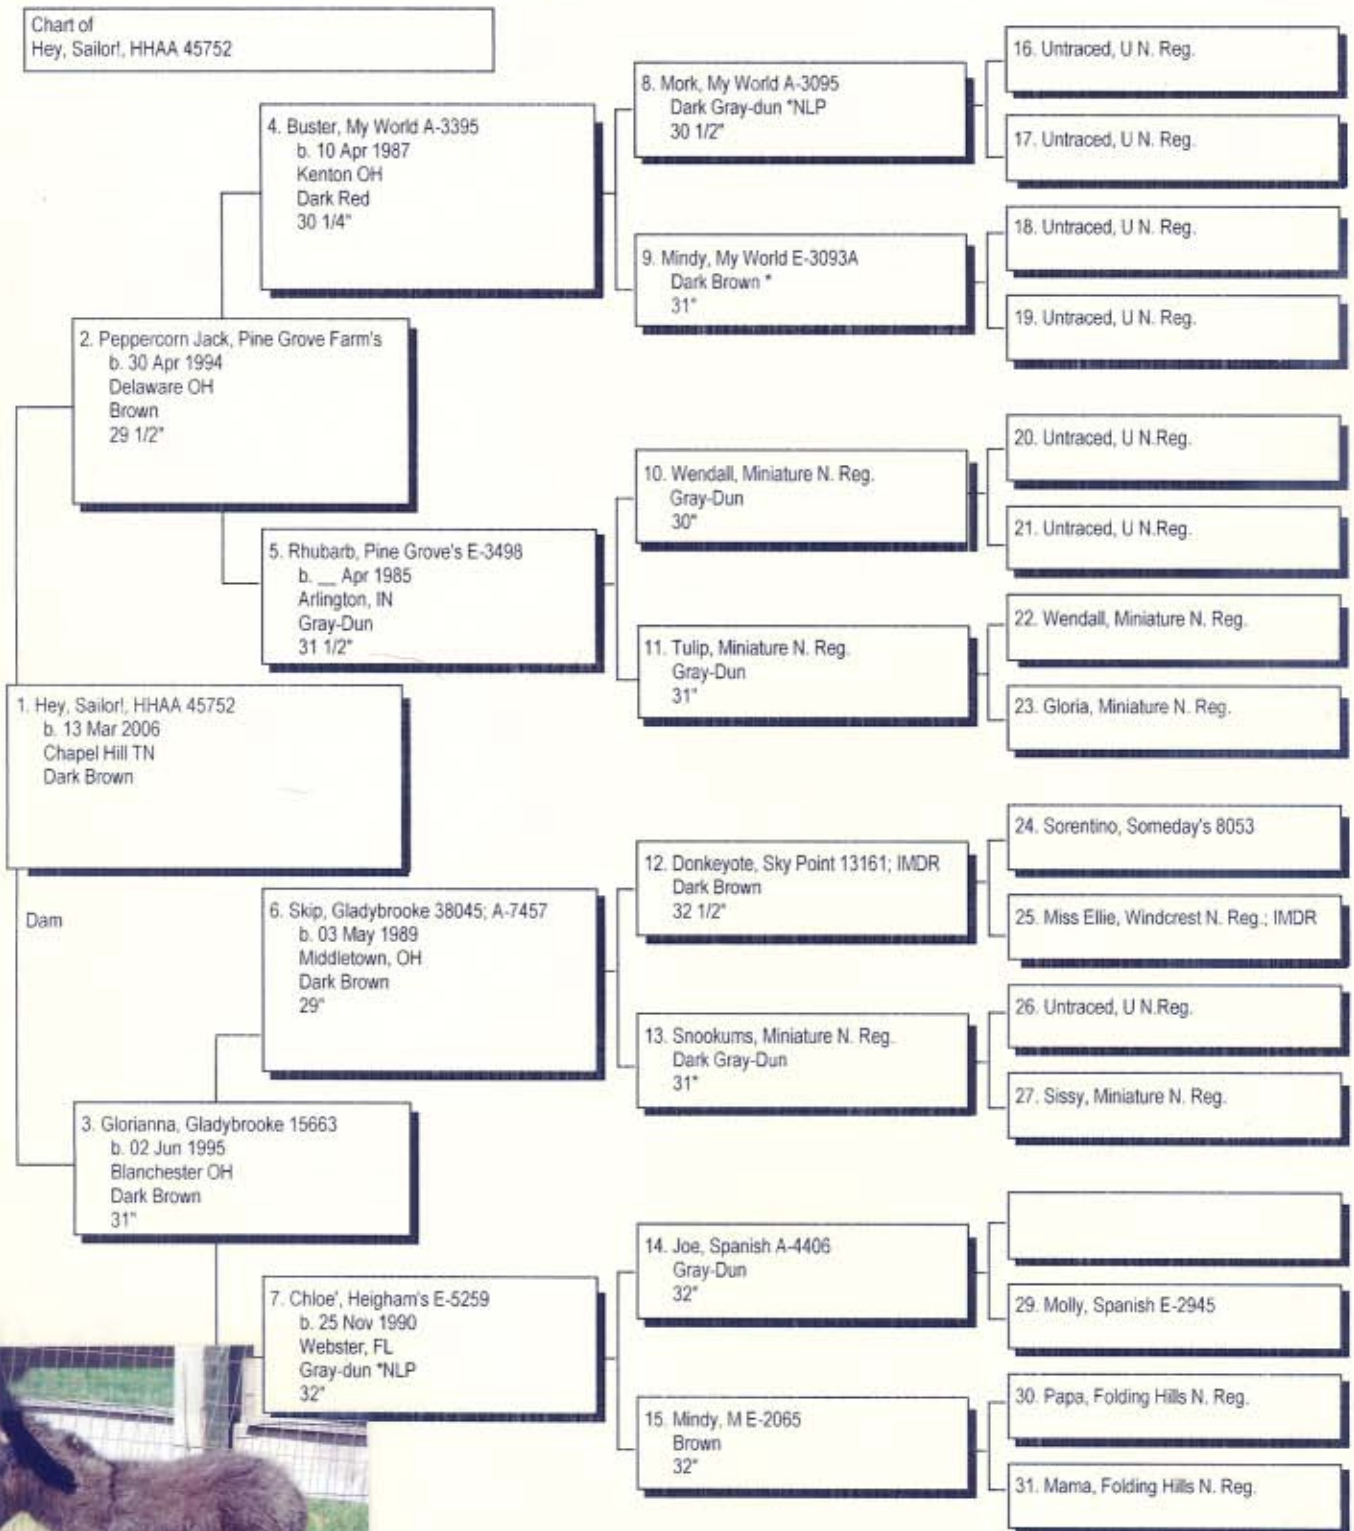 Chart of
Hey, Sailor!, HHAA 45752
1. Hey, Sailor!, HHAA 45752
b. 13 Mar 2006
Chapel Hill TN
Dark Brown
Dam
2. Peppercorn Jack, Pine Grove Farm's
b. 30 Apr 1994
Delaware OH
Brown
29 1/2"
3. Glorianna, Gladybrooke 15663
b. 02 Jun 1995
Blanchester OH
Dark Brown
31"
4. Buster, My World A-3395
b. 10 Apr 1987
Kenton OH
Dark Red
30 1/4"
5. Rhubarb, Pine Grove's E-3498
b. __ Apr 1985
Arlington, IN
Gray-Dun
31 1/2"
6. Skip, Gladybrooke 38045; A-7457
b. 03 May 1989
Middletown, OH
Dark Brown
29"
7. Chloe', Heigham's E-5259
b. 25 Nov 1990
Webster, FL
Gray-dun *NLP
32"
8. Mork, My World A-3095
Dark Gray-dun *NLP
30 1/2"
9. Mindy, My World E-3093A
Dark Brown *
31"
10. Wendall, Miniature N. Reg.
Gray-Dun
30"
11. Tulip, Miniature N. Reg.
Gray-Dun
31"
12. Donkeyote, Sky Point 13161; IMDR
Dark Brown
32 1/2"
13. Snookums, Miniature N. Reg.
Dark Gray-Dun
31"
14. Joe, Spanish A-4406
Gray-Dun
32"
15. Mindy, M E-2065
Brown
32"
16. Untraced, U N. Reg.
17. Untraced, U N. Reg.
18. Untraced, U N. Reg.
19. Untraced, U N. Reg.
20. Untraced, U N.Reg.
21. Untraced, U N.Reg.
22. Wendall, Miniature N. Reg.
23. Gloria, Miniature N. Reg.
24. Sorentino, Someday's 8053
25. Miss Ellie, Windcrest N. Reg.; IMDR
26. Untraced, U N.Reg.
27. Sissy, Miniature N. Reg.
29. Molly, Spanish E-2945
30. Papa, Folding Hills N. Reg.
31. Mama, Folding Hills N. Reg.